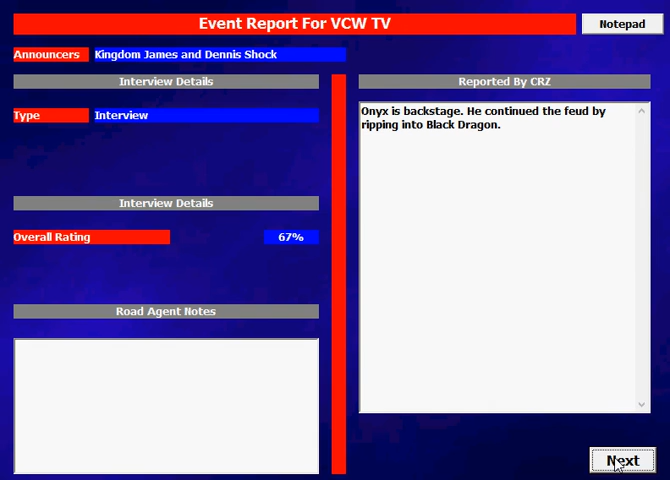 Event Report For VCW TV
Notepad
Announcers
Kingdom James and Dennis Shock
Interview Details
Type
Interview
Interview Details
Overall Rating
67%
Road Agent Notes
Reported By CRZ
Onyx is backstage. He continued the feud by
ripping into Black Dragon.
Next